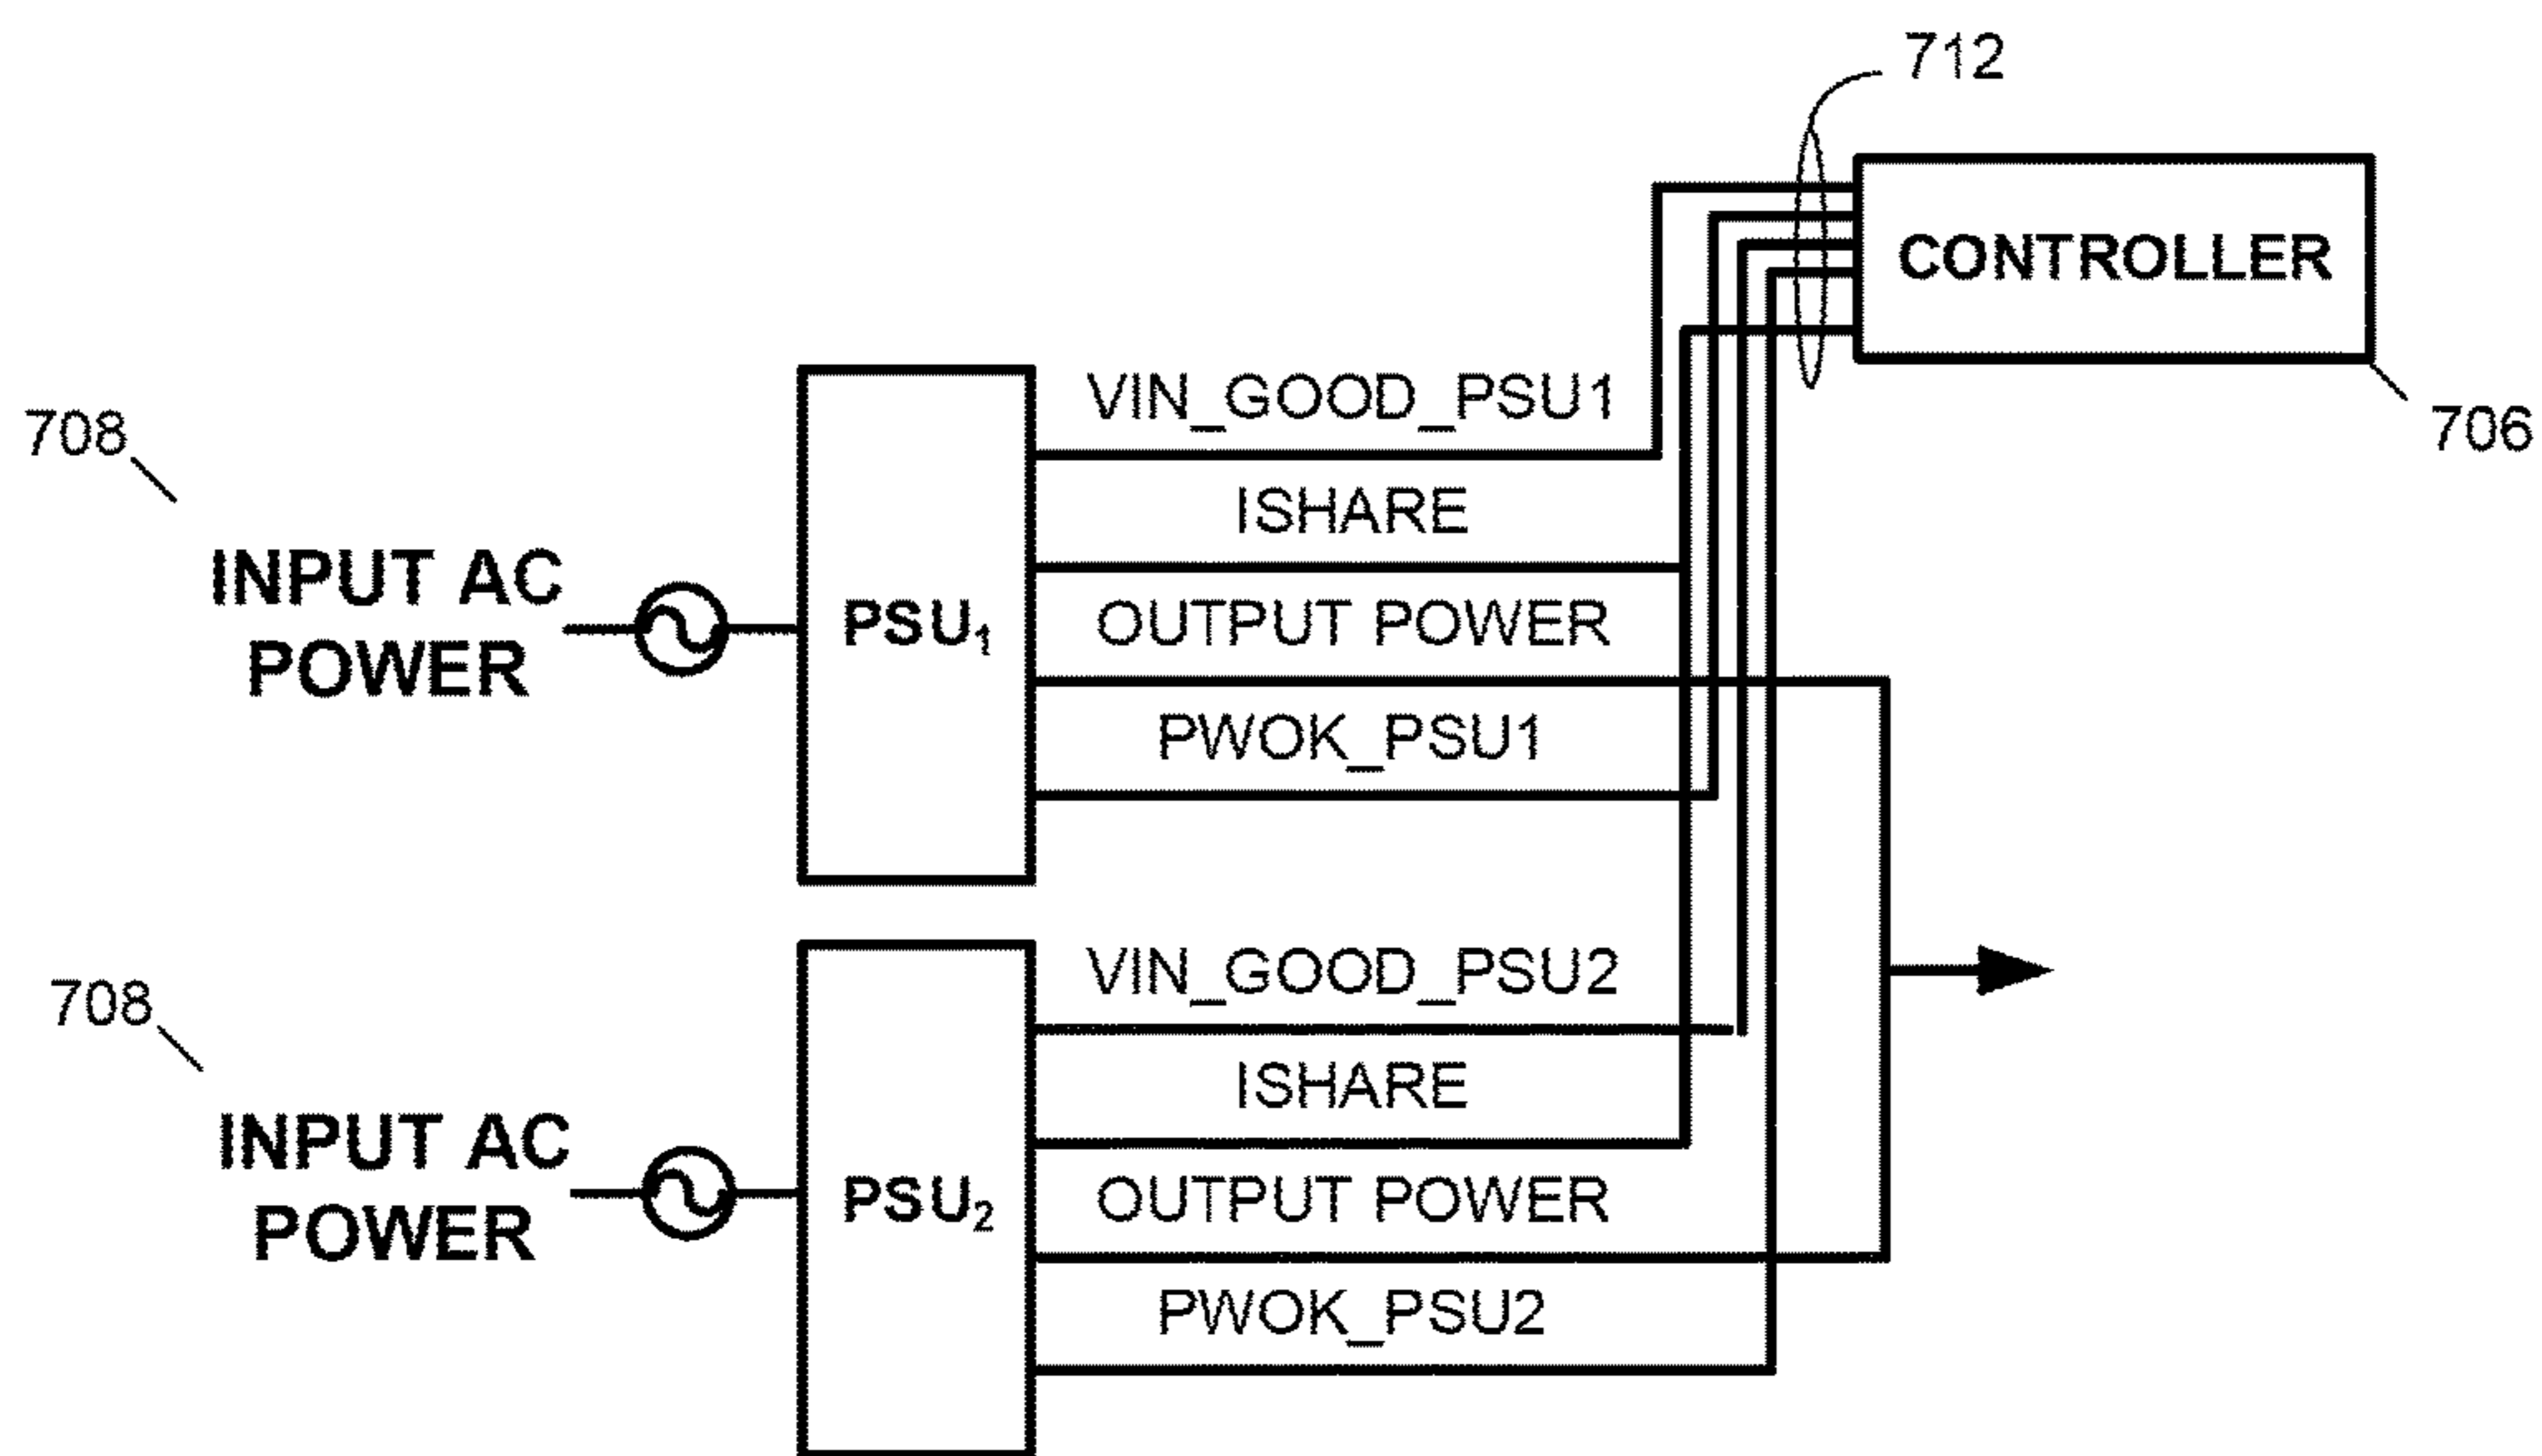 712
CONTROLLER
706
VIN_GOOD_PSU1
708
ISHARE
INPUT AC
POWER
PSU1
OUTPUT POWER
PWOK_PSU1
VIN_GOOD_PSU2
708
ISHARE
INPUT AC
POWER
PSU2
OUTPUT POWER
PWOK_PSU2